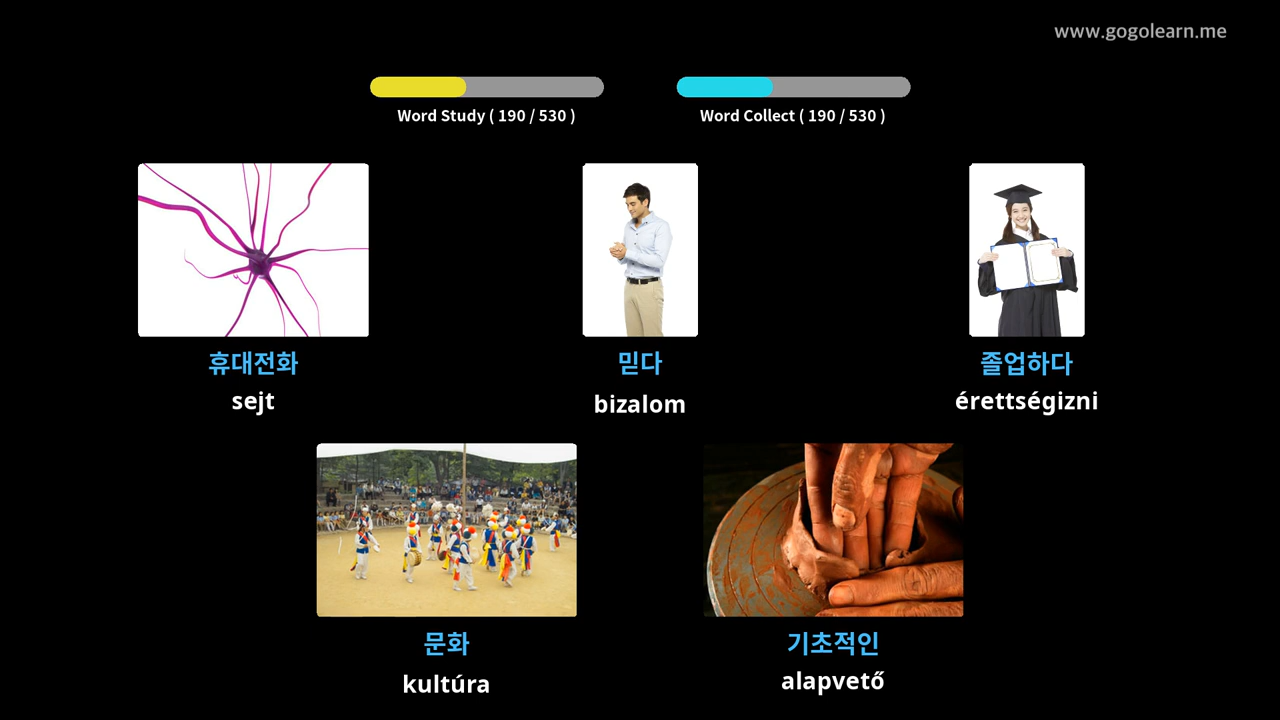 www.gogolearn.me
Word Study ( 190 / 530 )
Word Collect ( 190 / 530 )
휴대전화
sejt
믿다
bizalom
졸업하다
érettségizni
문화
kultúra
기초적인
alapvető